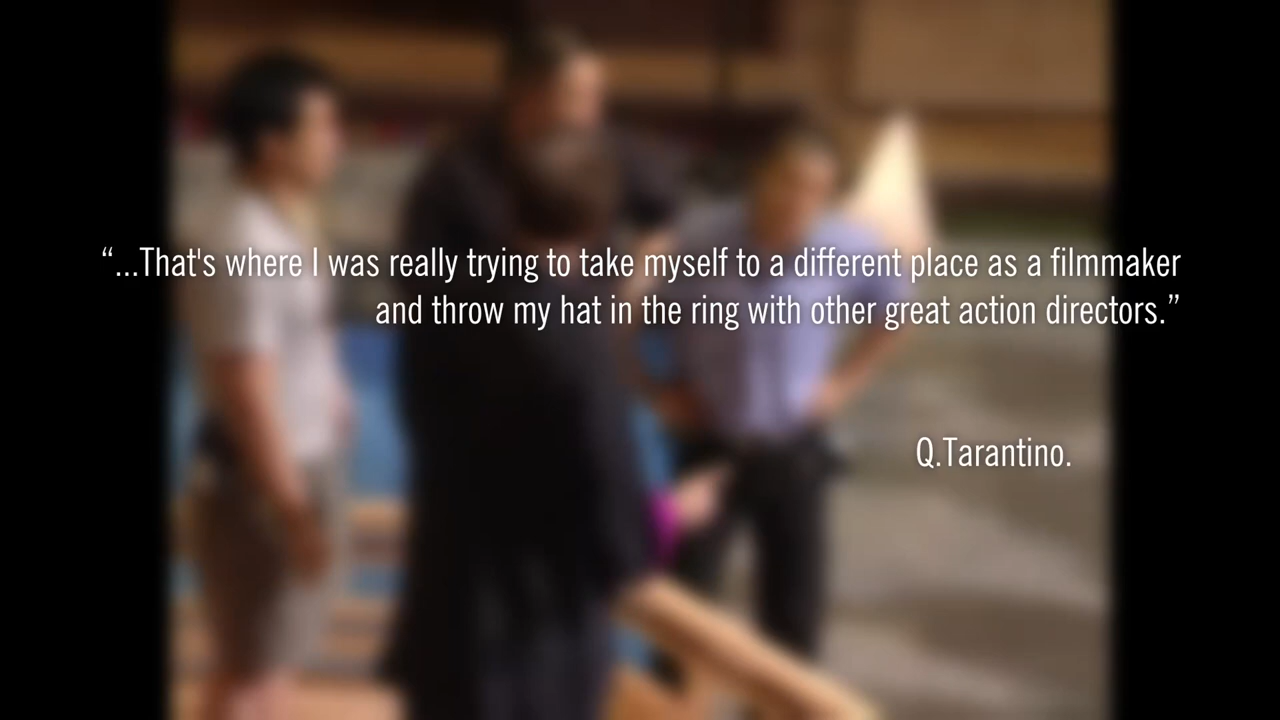 “...That's where I was really trying to take myself to a different place as a filmmaker
and throw my hat in the ring with other great action directors.”
Q.Tarantino.